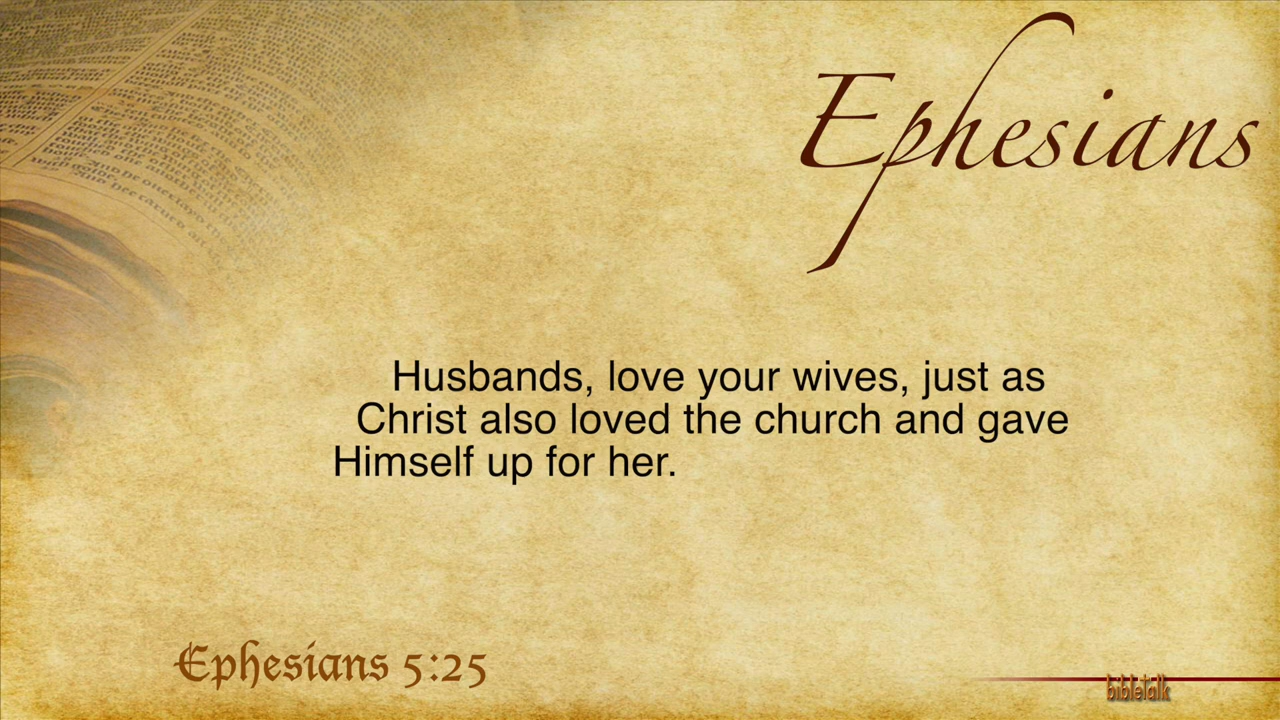 Ephesians
Husbands, love your wives, just as
Christ also loved the church and gave
Himself up for her.
Ephesians 5:25
bibletalk